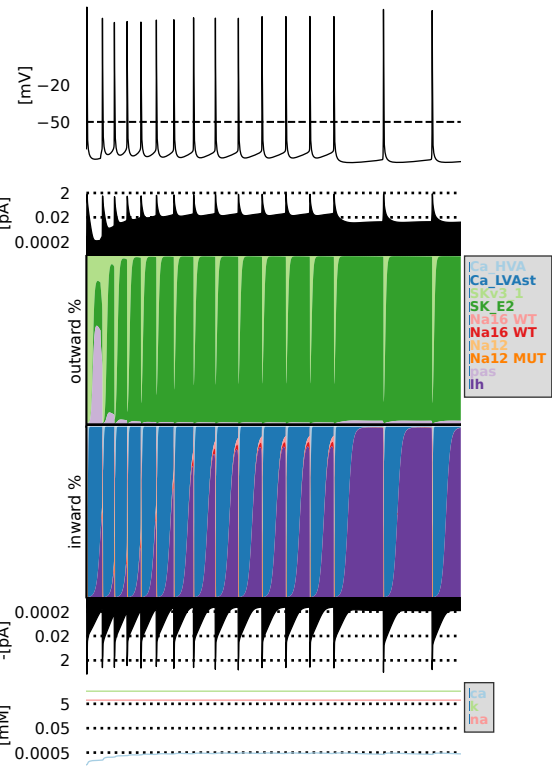 [mV]
−20
−50
[pA]
2
0.02
0.0002
outward %
Ca_HVA
Ca_LVAst
SKv3_1
SK_E2
Na16 WT
Na16 WT
Na12
Na12 MUT
pas
Ih
inward %
-[pA]
0.0002
0.02
2
[mM]
5
0.05
0.0005
ca
k
na